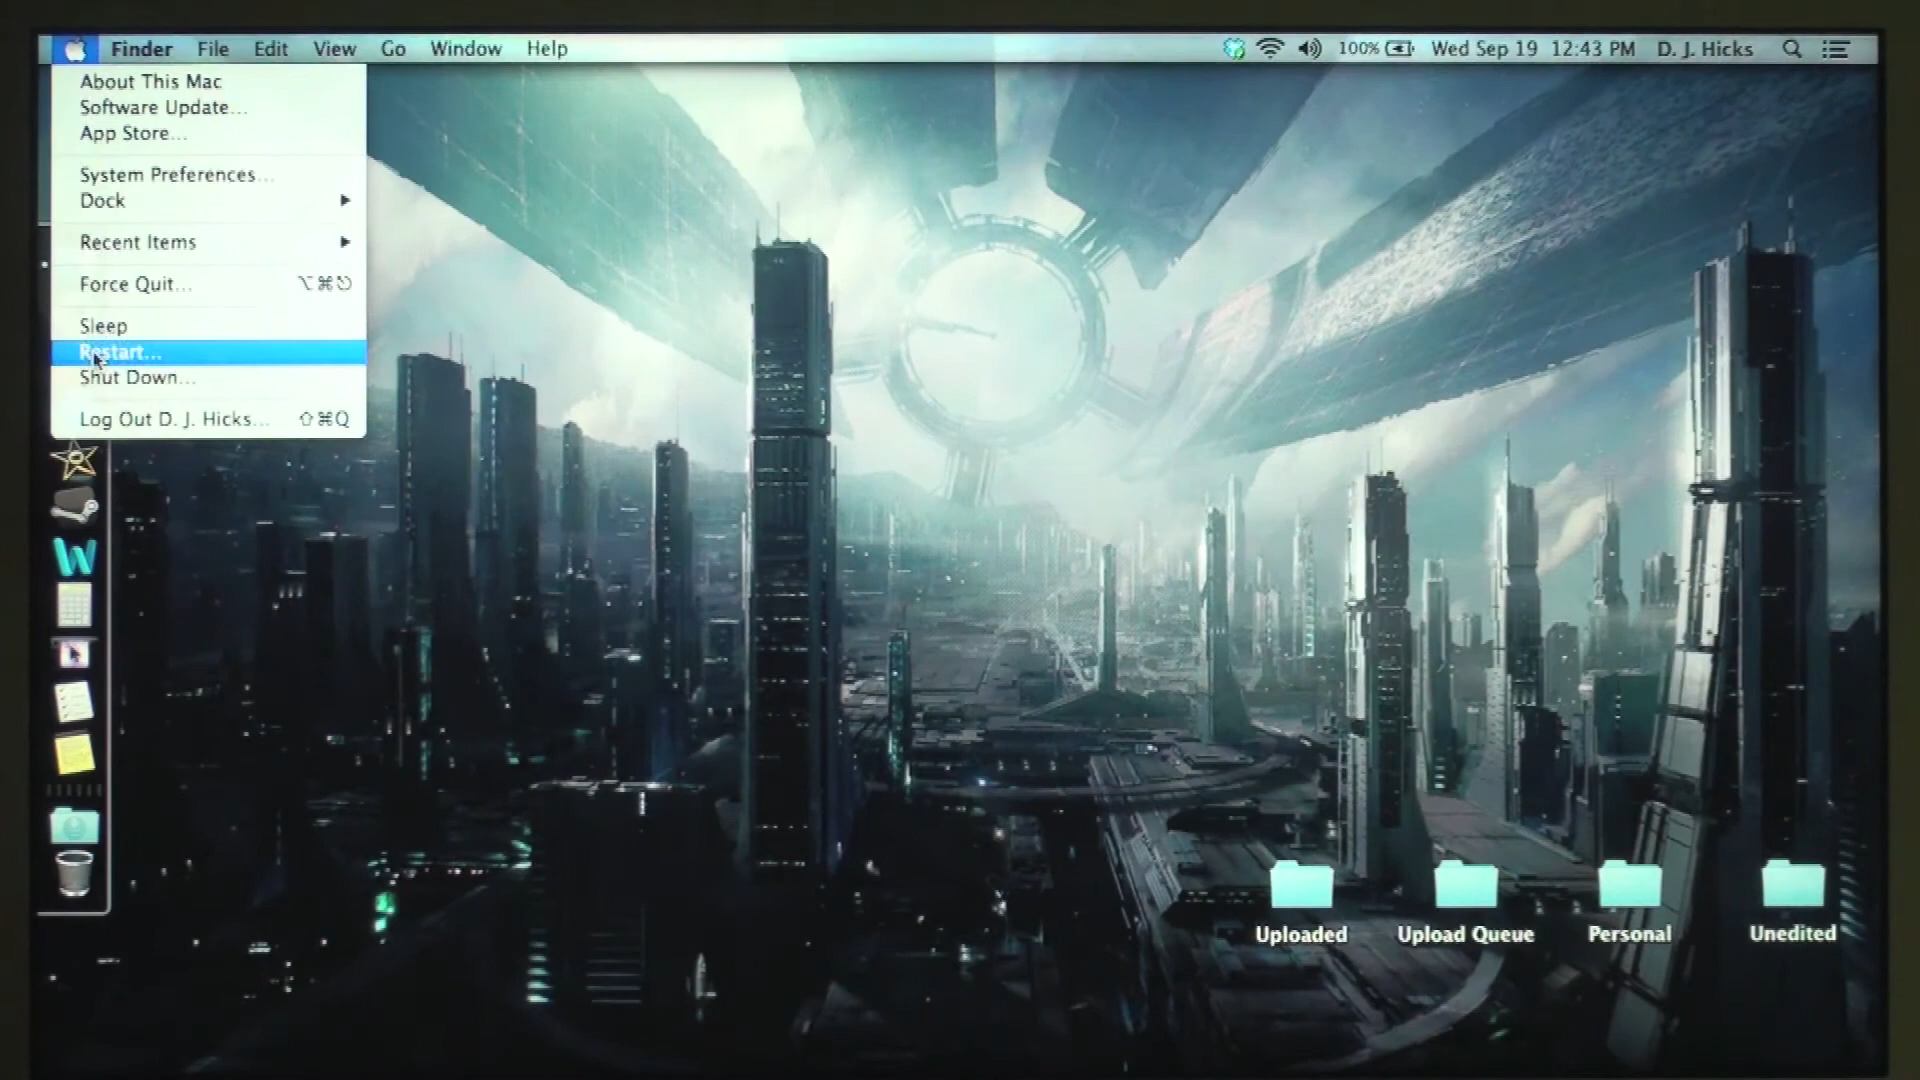 Finder File Edit View Go Window Help 100% Wed Sep 19 12:43 PM D. J. Hicks
About This Mac
Software Update...
App Store...
System Preferences...
Dock
Recent Items
Force Quit... ⌥⌘⎋
Sleep
Restart...
Shut Down...
Log Out D. J. Hicks... ⇧⌘Q
Uploaded Upload Queue Personal Unedited